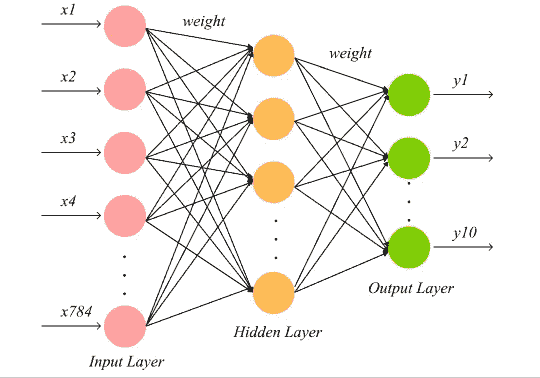 x1
weight
x2
weight
y1
x3
y2
x4
y10
x784
Output Layer
Hidden Layer
Input Layer